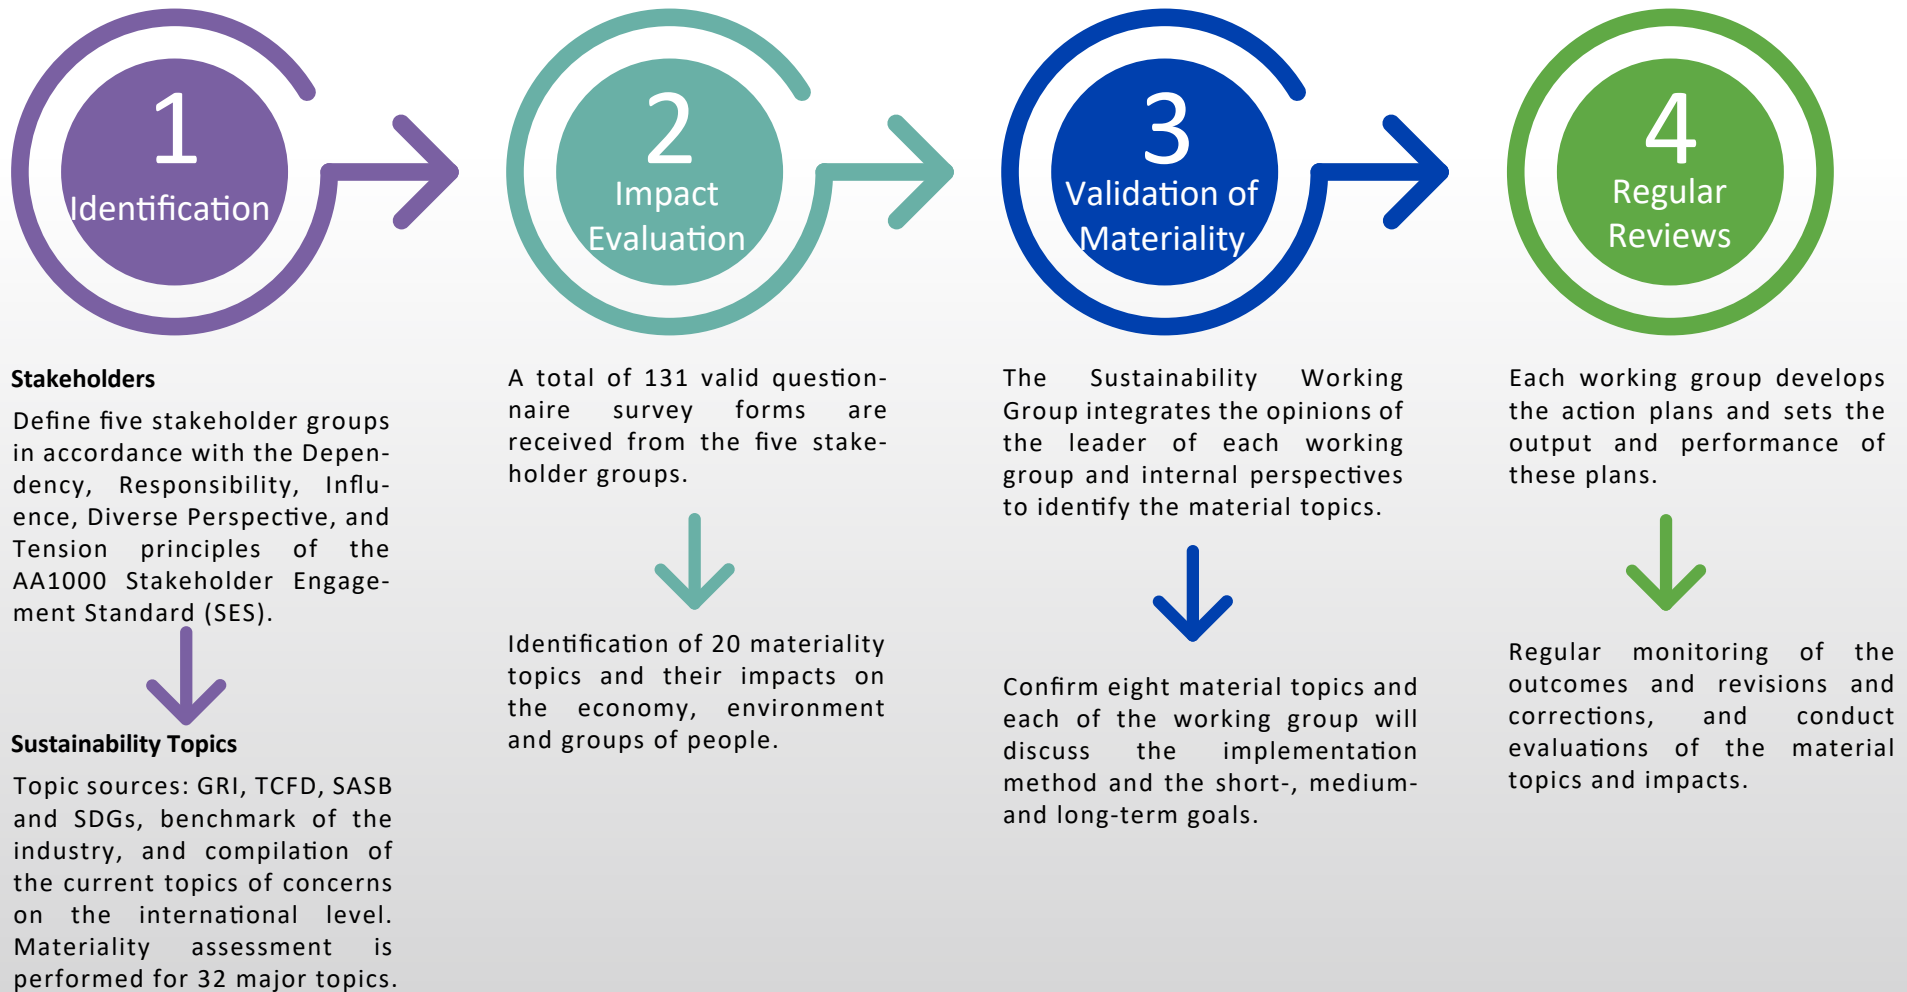 1
Identification
Stakeholders
Define five stakeholder groups
in accordance with the Depen-
dency, Responsibility, Influ-
ence, Diverse Perspective, and
Tension principles of the
AA1000 Stakeholder Engage-
ment Standard (SES).
Sustainability Topics
Topic sources: GRI, TCFD, SASB
and SDGs, benchmark of the
industry, and compilation of
the current topics of concerns
on the international level.
Materiality assessment is
performed for 32 major topics.
2
Impact
Evaluation
A total of 131 valid question-
naire survey forms are
received from the five stake-
holder groups.
Identification of 20 materiality
topics and their impacts on
the economy, environment
and groups of people.
3
Validation of
Materiality
The Sustainability Working
Group integrates the opinions of
the leader of each working
group and internal perspectives
to identify the material topics.
Confirm eight material topics and
each of the working group will
discuss the implementation
method and the short-, medium-
and long-term goals.
4
Regular
Reviews
Each working group develops
the action plans and sets the
output and performance of
these plans.
Regular monitoring of the
outcomes and revisions and
corrections, and conduct
evaluations of the material
topics and impacts.